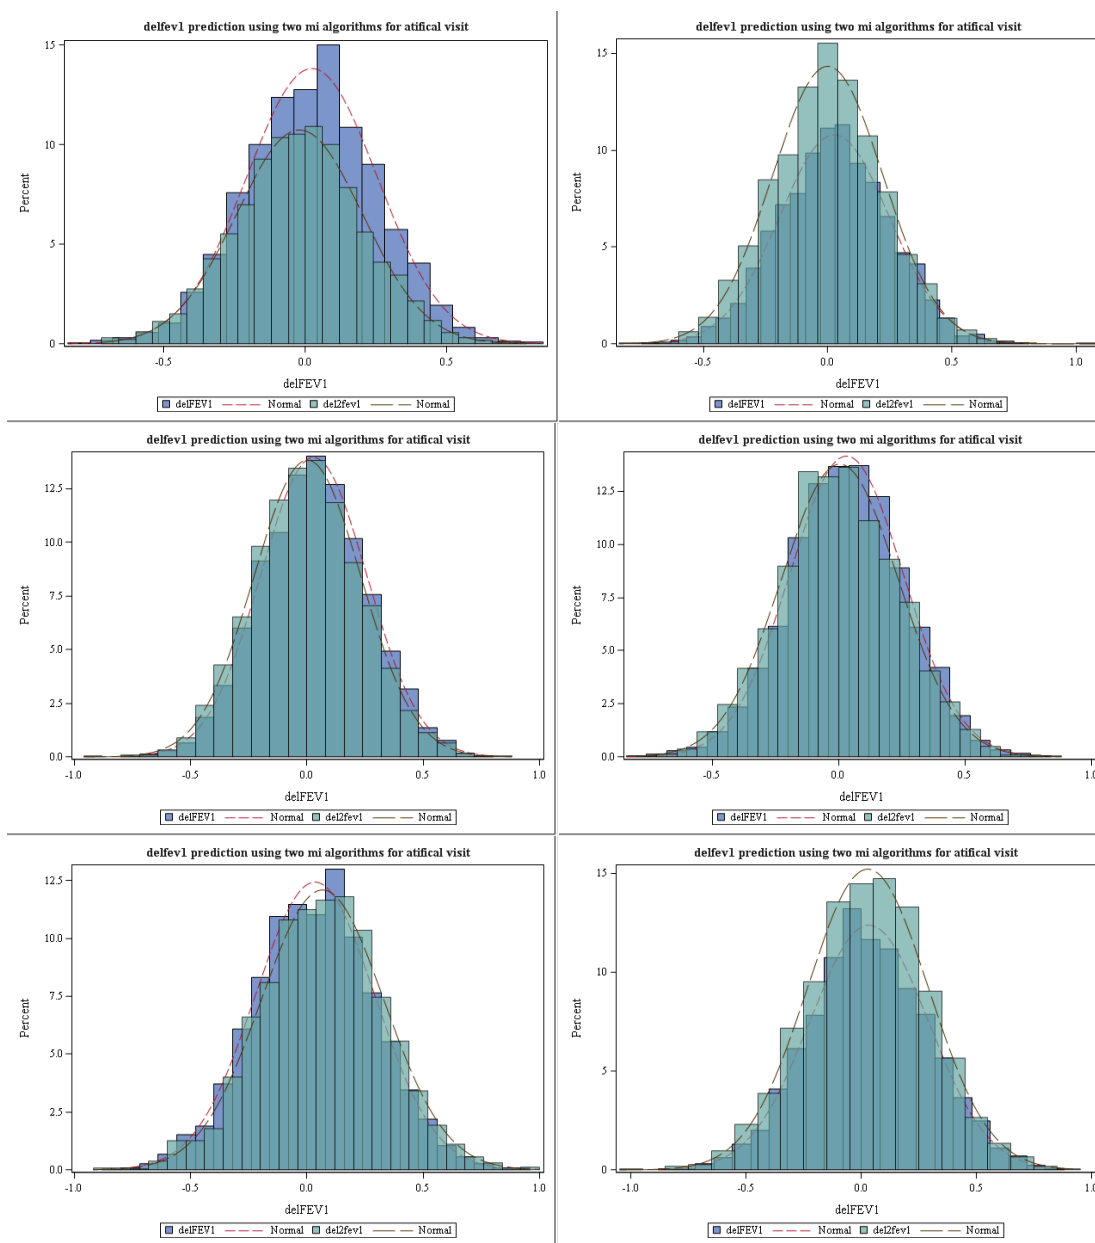 delfev1 prediction using two mi algorithms for atifical visit
15
10
5
0
Percent
-0.5 0.0 0.5
delFEV1
delFEV1 Normal del2fev1 Normal
delfev1 prediction using two mi algorithms for atifical visit
15
10
5
0
Percent
-0.5 0.0 0.5 1.0
delFEV1
delFEV1 Normal del2fev1 Normal
delfev1 prediction using two mi algorithms for atifical visit
12.5
10.0
7.5
5.0
2.5
0.0
Percent
-1.0 -0.5 0.0 0.5 1.0
delFEV1
delFEV1 Normal del2fev1 Normal
delfev1 prediction using two mi algorithms for atifical visit
12.5
10.0
7.5
5.0
2.5
0.0
Percent
-0.5 0.0 0.5 1.0
delFEV1
delFEV1 Normal del2fev1 Normal
delfev1 prediction using two mi algorithms for atifical visit
12.5
10.0
7.5
5.0
2.5
0.0
Percent
-1.0 -0.5 0.0 0.5 1.0
delFEV1
delFEV1 Normal del2fev1 Normal
delfev1 prediction using two mi algorithms for atifical visit
15
10
5
0
Percent
-1.0 -0.5 0.0 0.5 1.0
delFEV1
delFEV1 Normal del2fev1 Normal